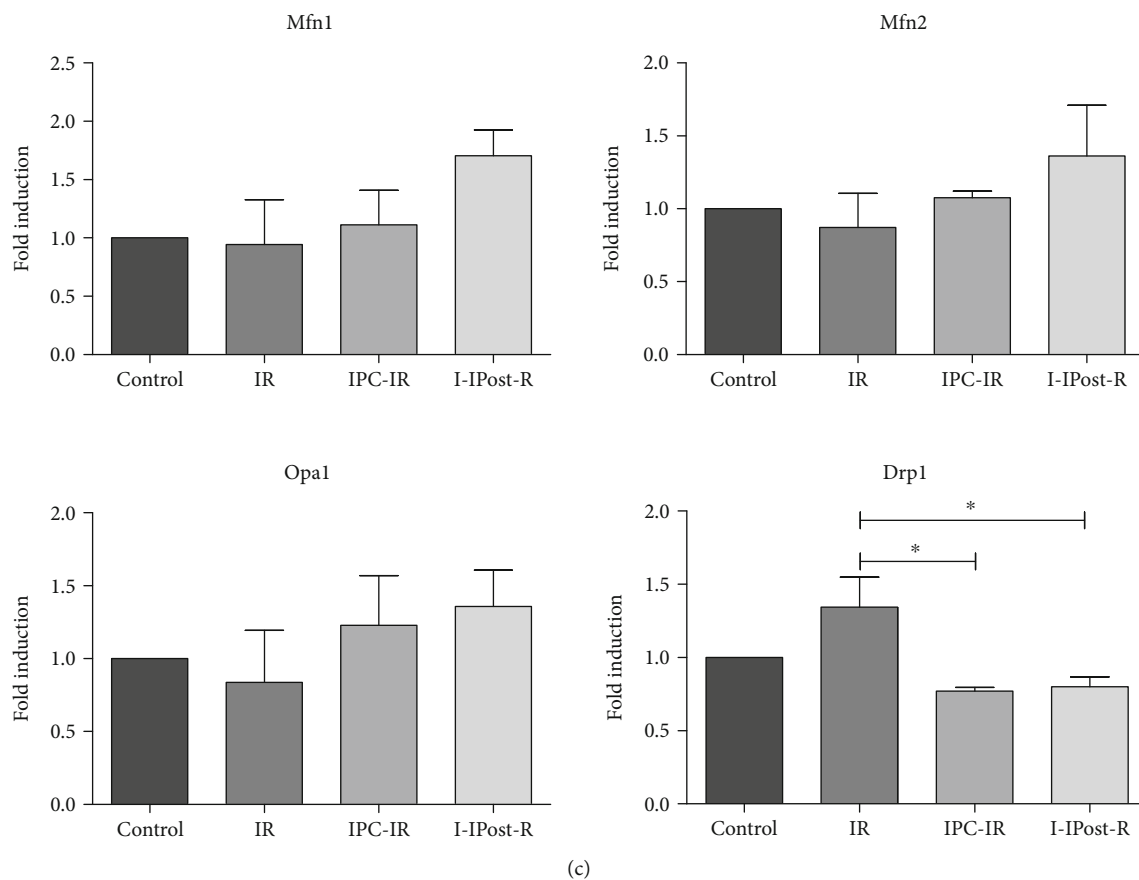 Mfn1
Fold induction
2.5
2.0
1.5
1.0
0.5
0.0
Control IR IPC-IR I-IPost-R
Mfn2
Fold induction
2.0
1.5
1.0
0.5
0.0
Control IR IPC-IR I-IPost-R
Opa1
Fold induction
2.0
1.5
1.0
0.5
0.0
Control IR IPC-IR I-IPost-R
Drp1
Fold induction
2.0
1.5
1.0
0.5
0.0
*
*
Control IR IPC-IR I-IPost-R
(c)